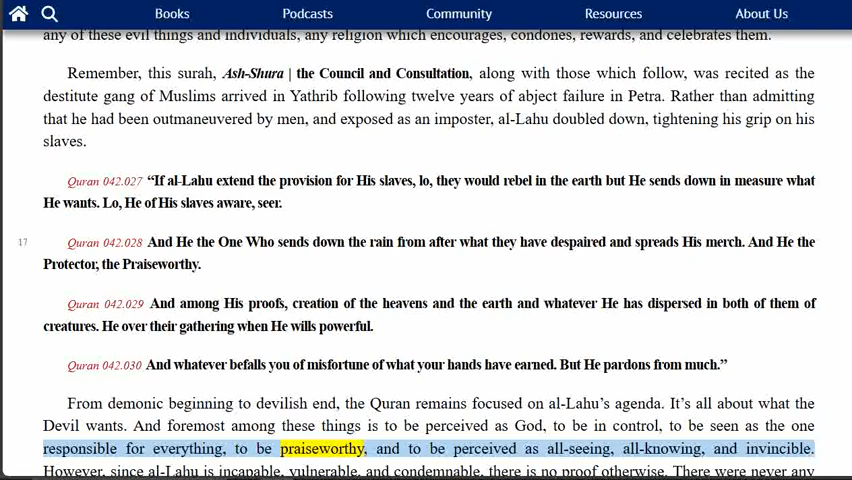 Books Podcasts Community Resources About Us
any of these evil things and individuals, any religion which encourages, condones, rewards, and celebrates them.
Remember, this surah, Ash-Shura | the Council and Consultation, along with those which follow, was recited as the
destitute gang of Muslims arrived in Yathrib following twelve years of abject failure in Petra. Rather than admitting
that he had been outmaneuvered by men, and exposed as an imposter, al-Lahu doubled down, tightening his grip on his
slaves.
Quran 042.027 “If al-Lahu extend the provision for His slaves, lo, they would rebel in the earth but He sends down in measure what
He wants. Lo, He of His slaves aware, seer.
17 Quran 042.028 And He the One Who sends down the rain from after what they have despaired and spreads His merch. And He the
Protector, the Praiseworthy.
Quran 042.029 And among His proofs, creation of the heavens and the earth and whatever He has dispersed in both of them of
creatures. He over their gathering when He wills powerful.
Quran 042.030 And whatever befalls you of misfortune of what your hands have earned. But He pardons from much.”
From demonic beginning to devilish end, the Quran remains focused on al-Lahu’s agenda. It’s all about what the
Devil wants. And foremost among these things is to be perceived as God, to be in control, to be seen as the one
responsible for everything, to be praiseworthy, and to be perceived as all-seeing, all-knowing, and invincible.
However, since al-Lahu is incapable, vulnerable, and condemnable, there is no proof otherwise. There were never any